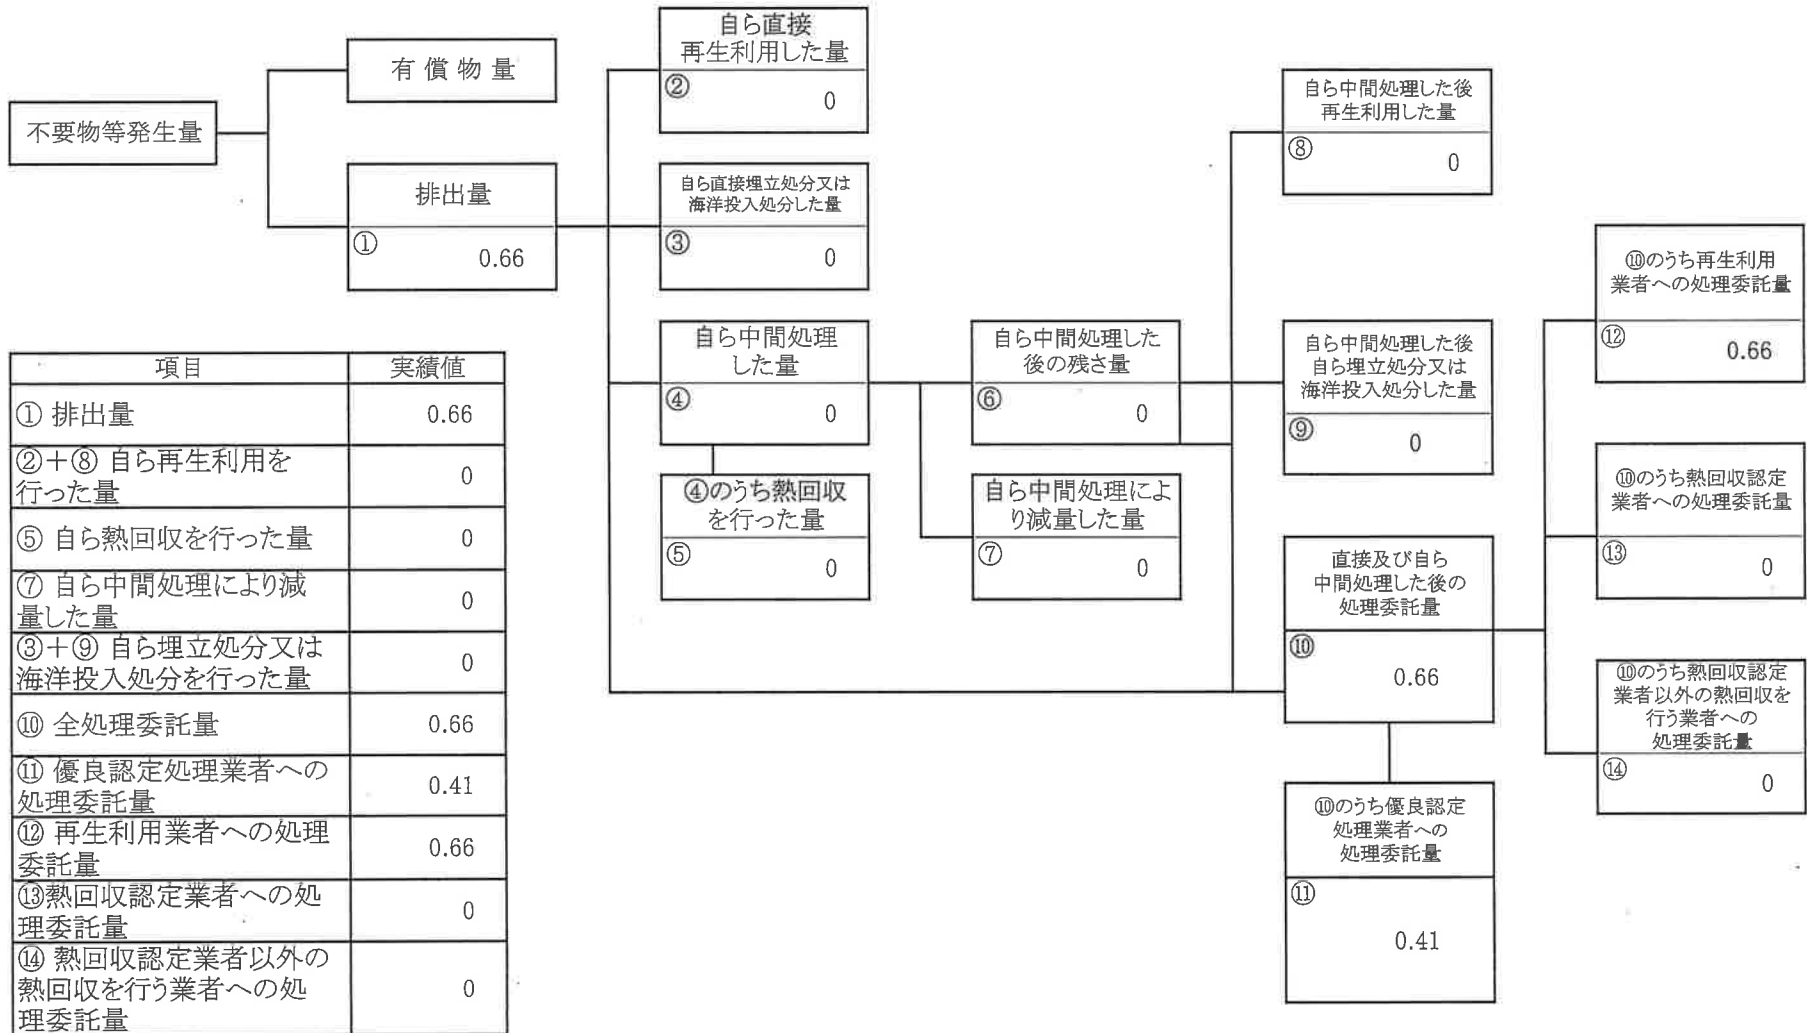 不要物等発生量
有償物量
排出量
① 0.66
自ら直接
再生利用した量
② 0
自ら直接埋立処分又は
海洋投入処分した量
③ 0
自ら中間処理
した量
④ 0
④のうち熱回収
を行った量
⑤ 0
自ら中間処理した
後の残さ量
⑥ 0
自ら中間処理によ
り減量した量
⑦ 0
自ら中間処理した後
再生利用した量
⑧ 0
自ら中間処理した後
自ら埋立処分又は
海洋投入処分した量
⑨ 0
直接及び自ら
中間処理した後の
処理委託量
⑩ 0.66
⑩のうち優良認定
処理業者への
処理委託量
⑪ 0.41
⑩のうち再生利用
業者への処理委託量
⑫ 0.66
⑩のうち熱回収認定
業者への処理委託量
⑬ 0
⑩のうち熱回収認定
業者以外の熱回収を
行う業者への
処理委託量
⑭ 0
項目 実績値
① 排出量 0.66
②+⑧ 自ら再生利用を
行った量 0
⑤ 自ら熱回収を行った量 0
⑦ 自ら中間処理により減
量した量 0
③+⑨ 自ら埋立処分又は
海洋投入処分を行った量 0
⑩ 全処理委託量 0.66
⑪ 優良認定処理業者への
処理委託量 0.41
⑫ 再生利用業者への処理
委託量 0.66
⑬熱回収認定業者への処
理委託量 0
⑭ 熱回収認定業者以外の
熱回収を行う業者への処
理委託量 0